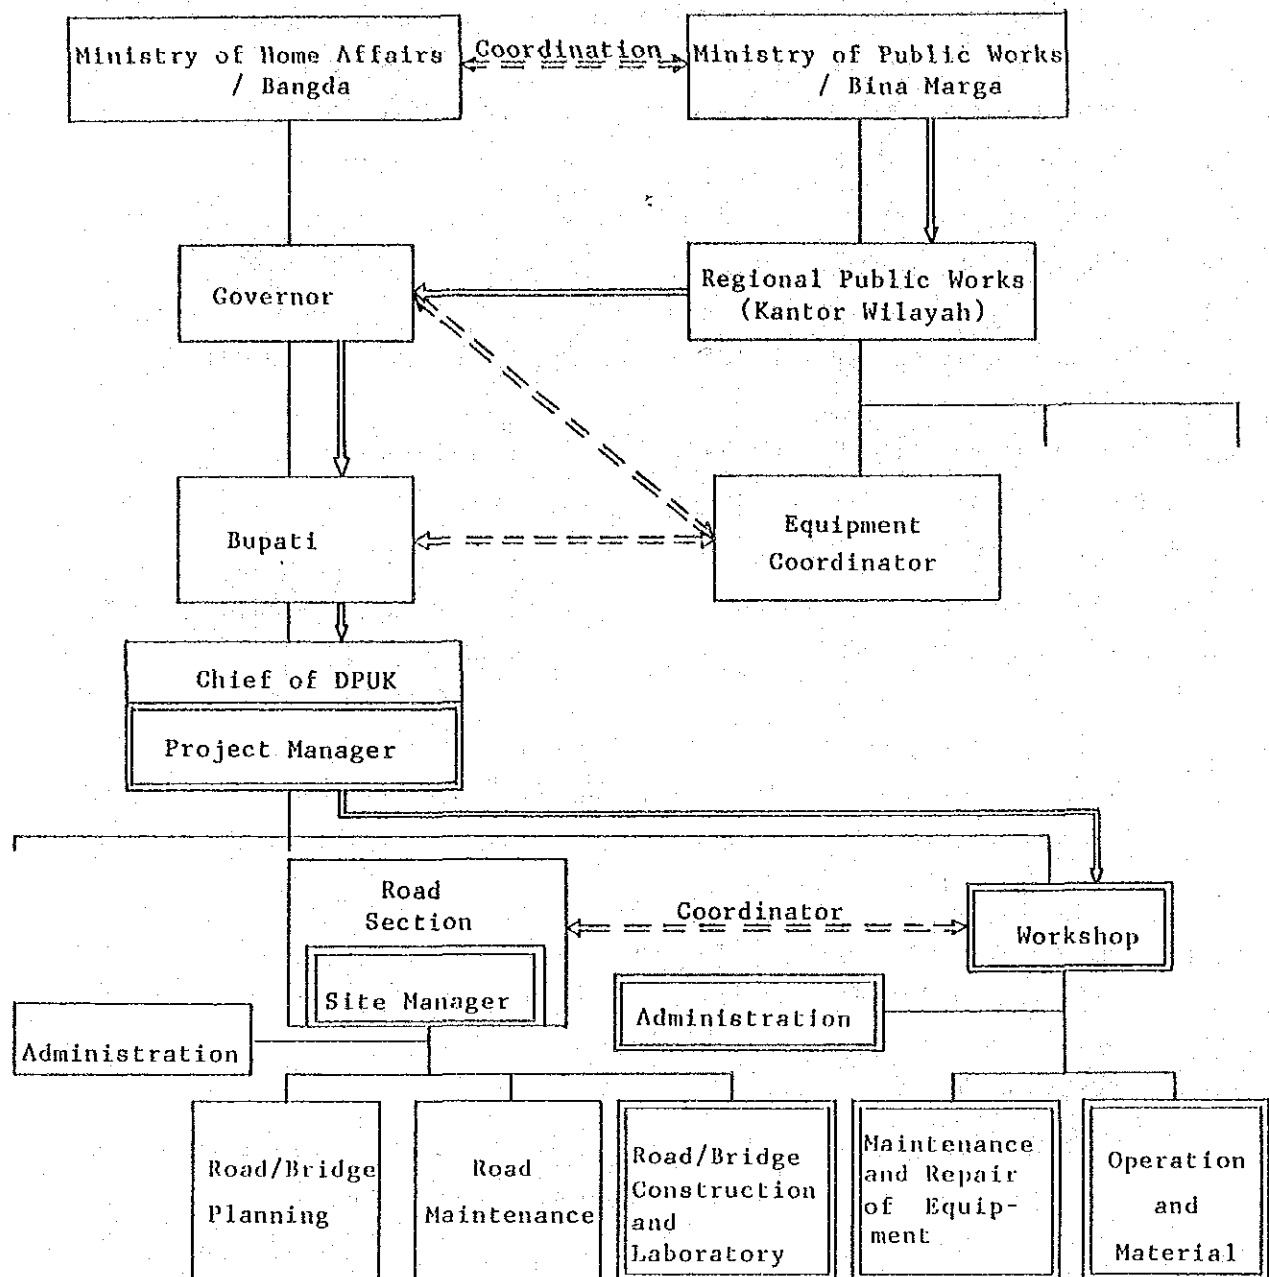 Ministry of Home Affairs
/ Bangda
Coordination
Ministry of Public Works
/ Bina Marga
Governor
Regional Public Works
(Kantor Wilayah)
Bupati
Equipment
Coordinator
Chief of DPUK
Project Manager
Road
Section
Site Manager
Coordinator
Workshop
Administration
Administration
Road/Bridge
Planning
Road
Maintenance
Road/Bridge
Construction
and
Laboratory
Maintenance
and Repair
of Equip-
ment
Operation
and
Material